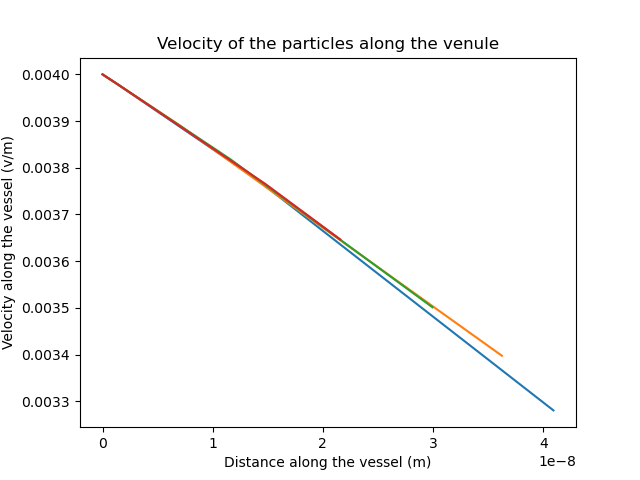 Velocity of the particles along the venule
0.0040
0.0039
0.0038
0.0037
0.0036
0.0035
0.0034
0.0033
Velocity along the vessel (v/m)
0 1 2 3 4
1e−8
Distance along the vessel (m)